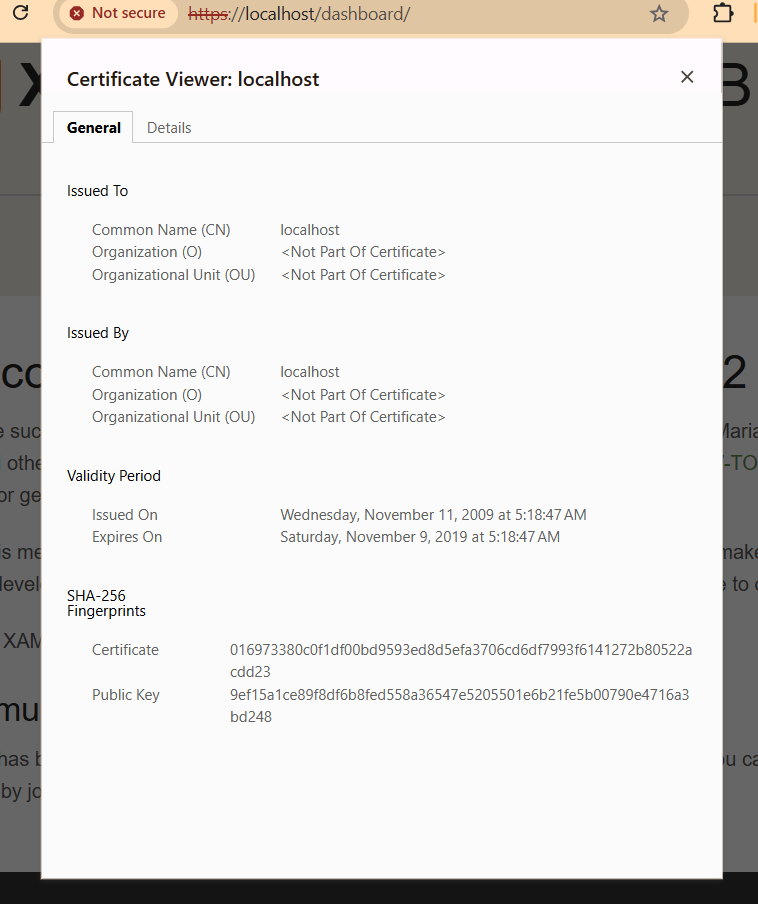 Not secure https://localhost/dashboard/
X B
Certificate Viewer: localhost
General Details
Issued To
Common Name (CN) localhost
Organization (O) <Not Part Of Certificate>
Organizational Unit (OU) <Not Part Of Certificate>
Issued By
Common Name (CN) localhost
Organization (O) <Not Part Of Certificate>
Organizational Unit (OU) <Not Part Of Certificate>
Validity Period
Issued On Wednesday, November 11, 2009 at 5:18:47 AM
Expires On Saturday, November 9, 2019 at 5:18:47 AM
SHA-256
Fingerprints
Certificate 016973380c0f1df00bd9593ed8d5efa3706cd6df7993f6141272b80522a
cdd23
Public Key 9ef15a1ce89f8df6b8fed558a36547e5205501e6b21fe5b00790e4716a3
bd248